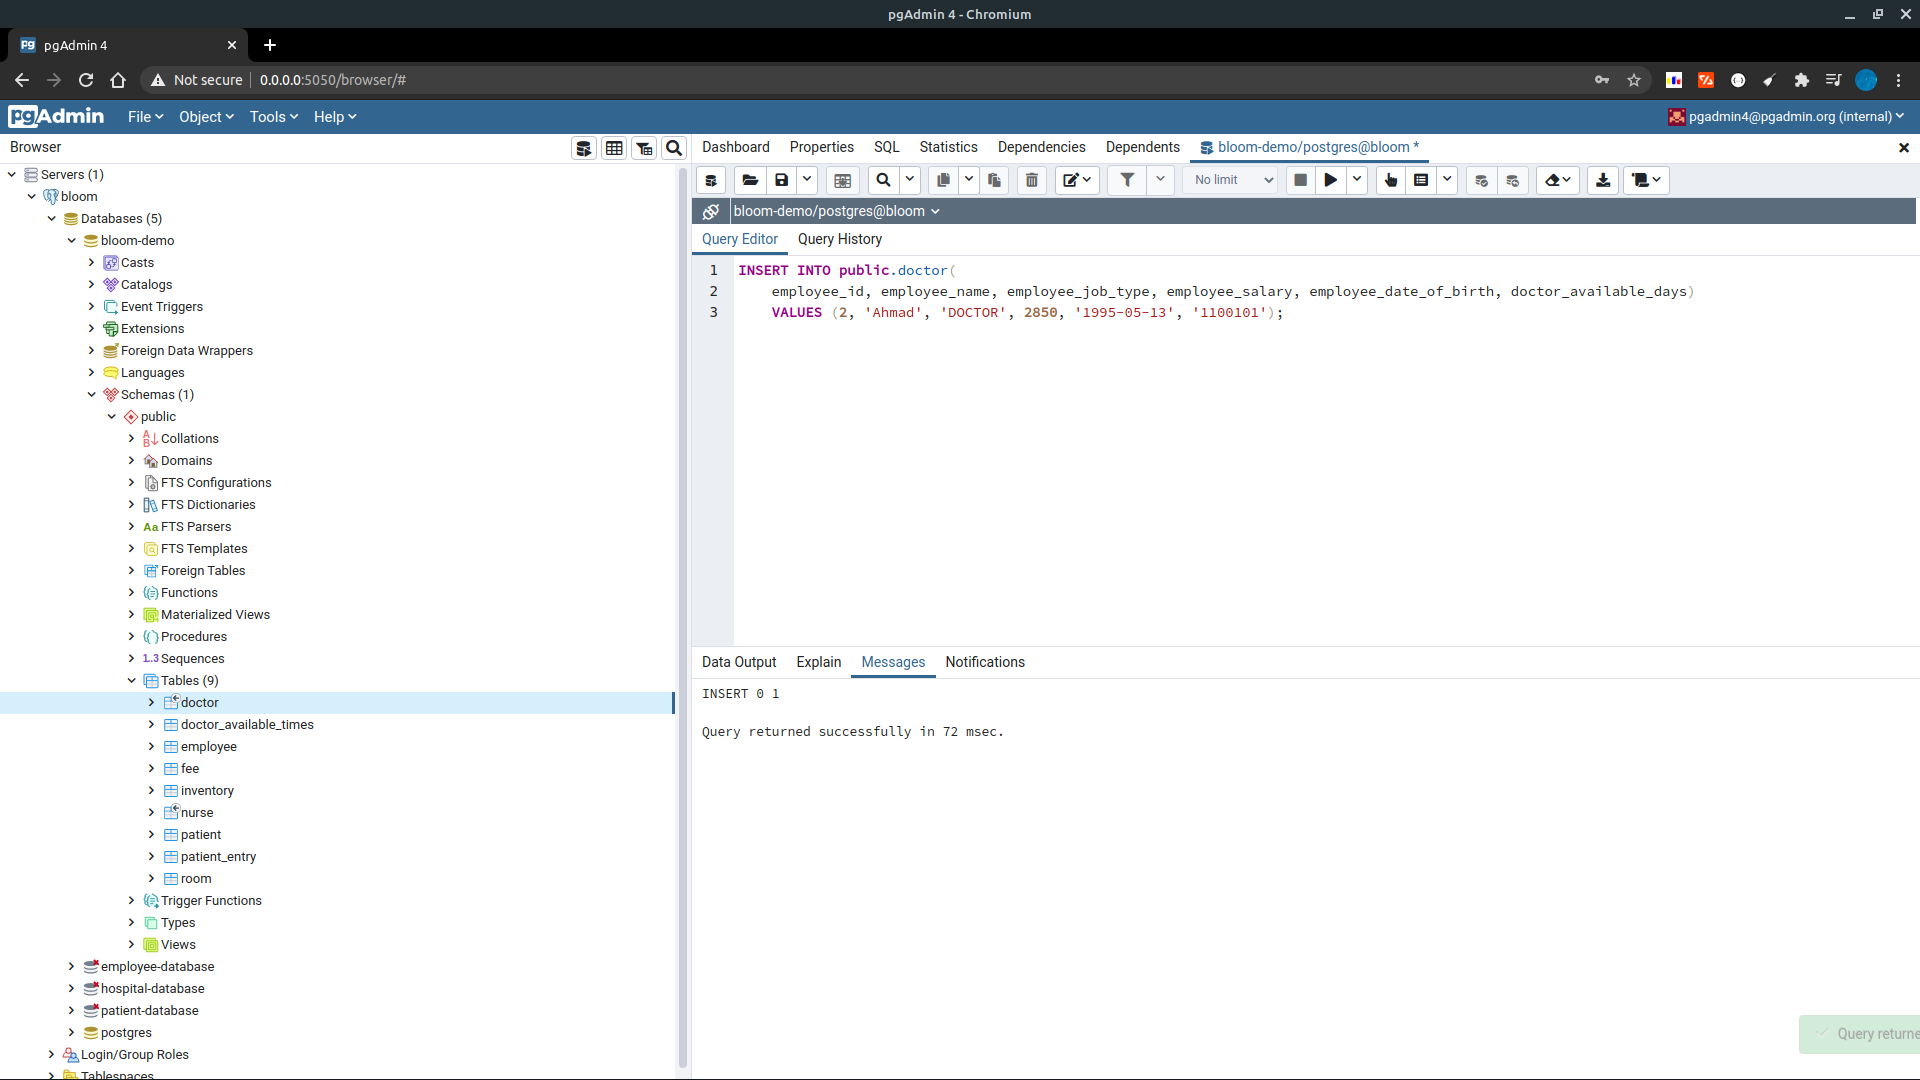 pgAdmin 4 - Chromium
pgAdmin 4
Not secure 0.0.0.0:5050/browser/#
pgAdmin File Object Tools Help pgadmin4@pgadmin.org (internal)
Browser
Dashboard Properties SQL Statistics Dependencies Dependents bloom-demo/postgres@bloom *
No limit
bloom-demo/postgres@bloom
Query Editor Query History
1 INSERT INTO public.doctor(
2 employee_id, employee_name, employee_job_type, employee_salary, employee_date_of_birth, doctor_available_days)
3 VALUES (2, 'Ahmad', 'DOCTOR', 2850, '1995-05-13', '1100101');
Data Output Explain Messages Notifications
INSERT 0 1
Query returned successfully in 72 msec.
Servers (1)
bloom
Databases (5)
bloom-demo
Casts
Catalogs
Event Triggers
Extensions
Foreign Data Wrappers
Languages
Schemas (1)
public
Collations
Domains
FTS Configurations
FTS Dictionaries
Aa FTS Parsers
FTS Templates
Foreign Tables
Functions
Materialized Views
Procedures
1..3 Sequences
Tables (9)
doctor
doctor_available_times
employee
fee
inventory
nurse
patient
patient_entry
room
Trigger Functions
Types
Views
employee-database
hospital-database
patient-database
postgres
Login/Group Roles
Tablespaces
Query returne